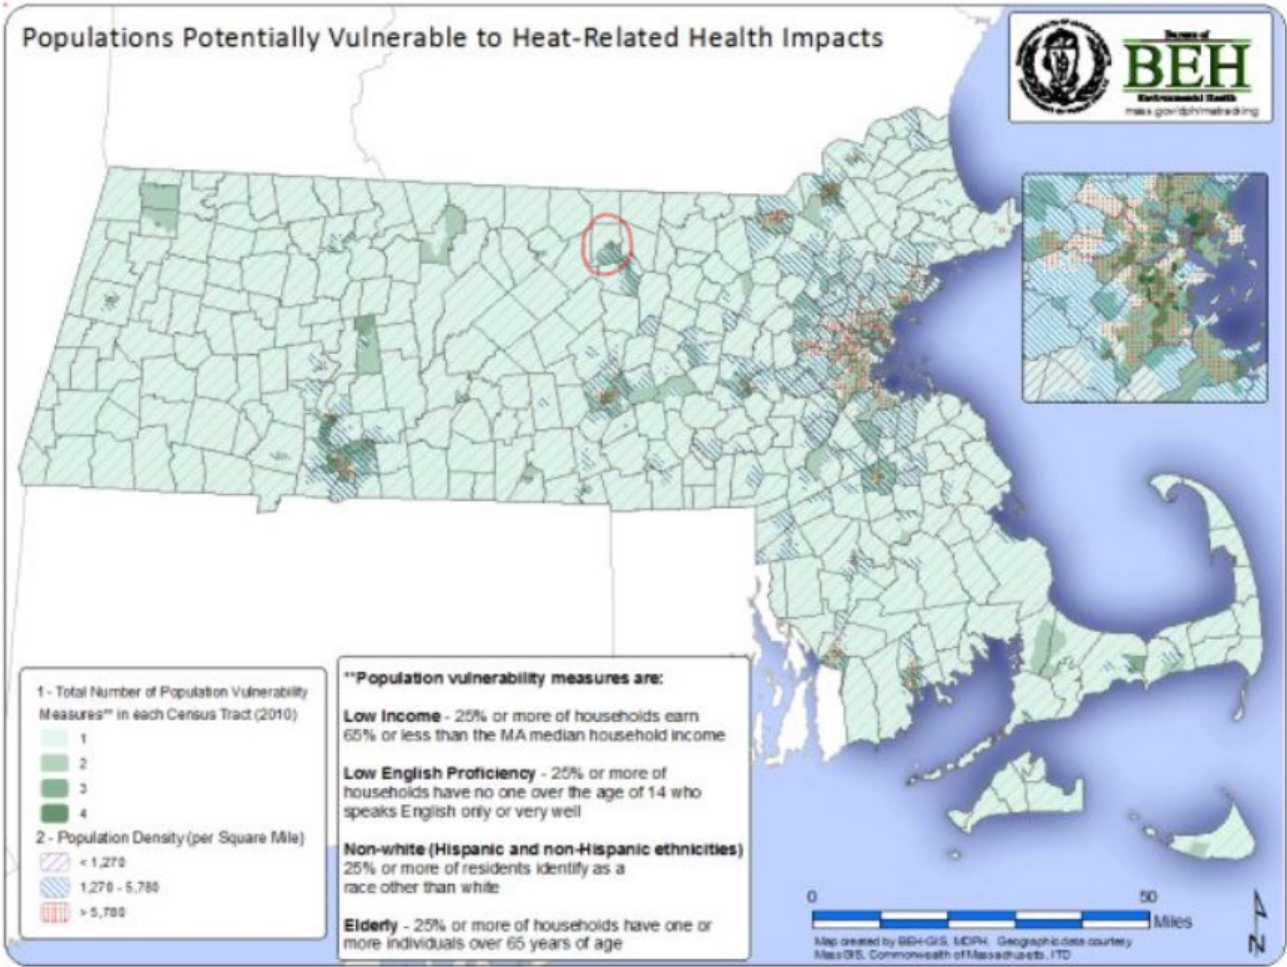 Populations Potentially Vulnerable to Heat-Related Health Impacts
Bureau of
BEH
Environmental Health
mass.gov/dph/matracking
1 - Total Number of Population Vulnerability
Measures** in each Census Tract (2010)
1
2
3
4
2 - Population Density (per Square Mile)
< 1,270
1,270 - 5,780
> 5,780
**Population vulnerability measures are:
Low Income - 25% or more of households earn
65% or less than the MA median household income
Low English Proficiency - 25% or more of
households have no one over the age of 14 who
speaks English only or very well
Non-white (Hispanic and non-Hispanic ethnicities)
25% or more of residents identify as a
race other than white
Elderly - 25% or more of households have one or
more individuals over 65 years of age
0 50
Miles
N
Map created by BEH-GIS, MDPH. Geographic data courtesy
MassGIS, Commonwealth of Massachusetts, ITD